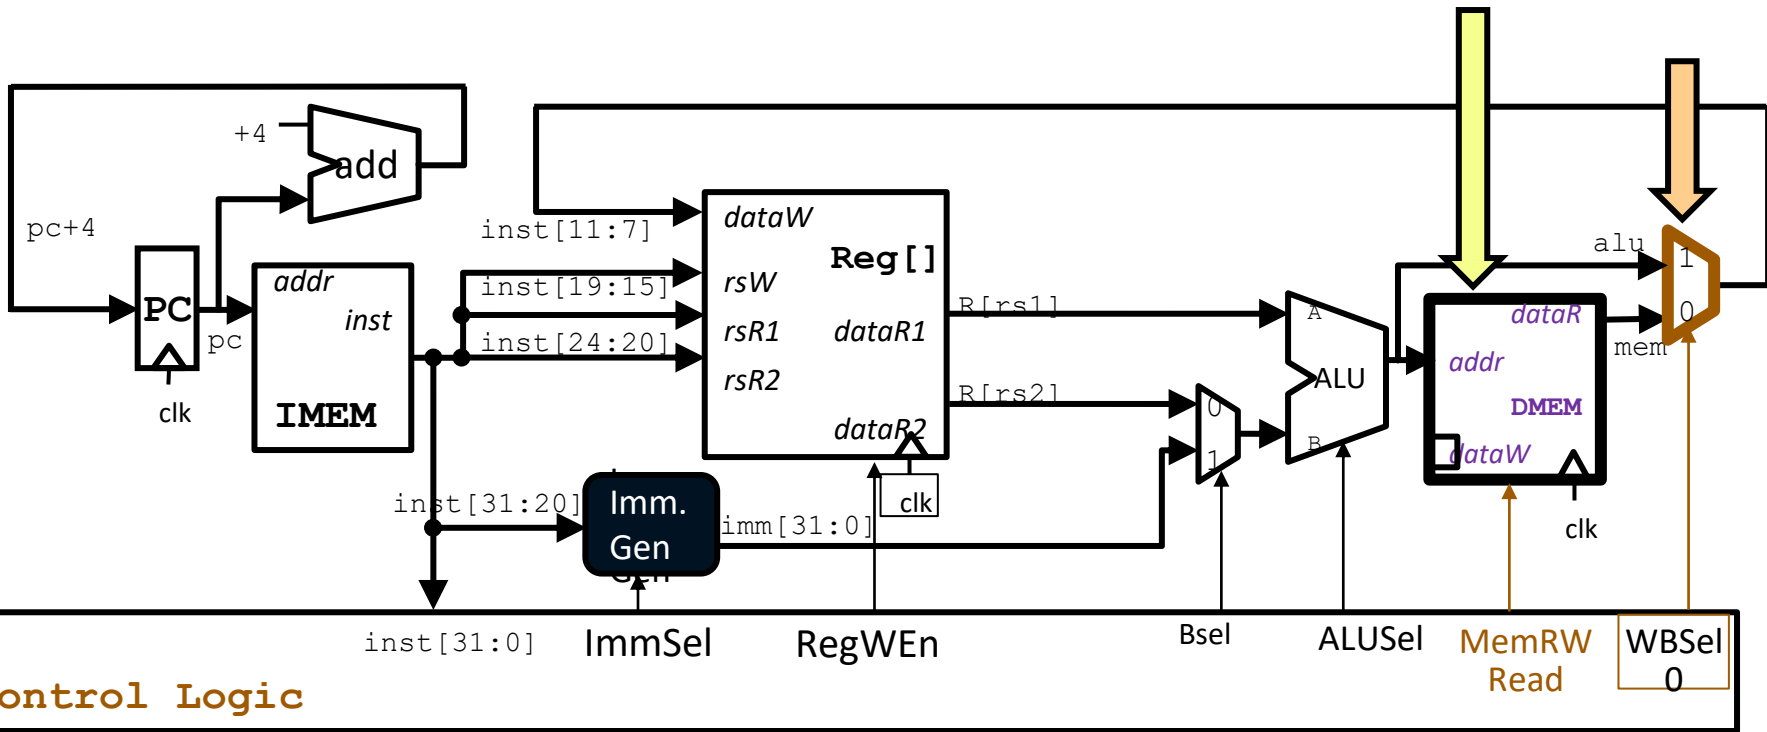 +4
add
pc+4
PC
pc
clk
addr
inst
IMEM
inst[11:7]
inst[19:15]
inst[24:20]
dataW
Reg[]
rsW
rsR1
dataR1
rsR2
dataR2
clk
R[rs1]
R[rs2]
inst[31:20]
Imm.
Gen
Gen
imm[31:0]
0
1
A
ALU
B
alu
mem
dataR
addr
DMEM
dataW
clk
1
0
inst[31:0]
ImmSel
RegWEn
Bsel
ALUSel
MemRW
Read
WBSel
0
ontrol Logic